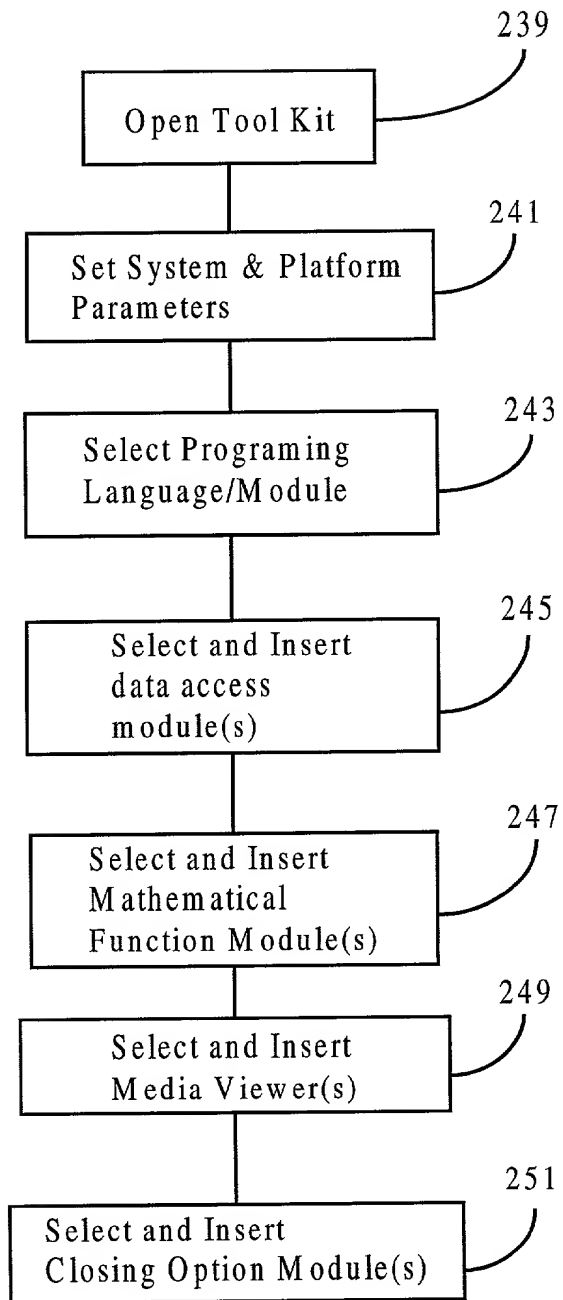 239
Open Tool Kit
241
Set System & Platform
Parameters
243
Select Programing
Language/Module
245
Select and Insert
data access
module(s)
247
Select and Insert
Mathematical
Function Module(s)
249
Select and Insert
Media Viewer(s)
251
Select and Insert
Closing Option Module(s)